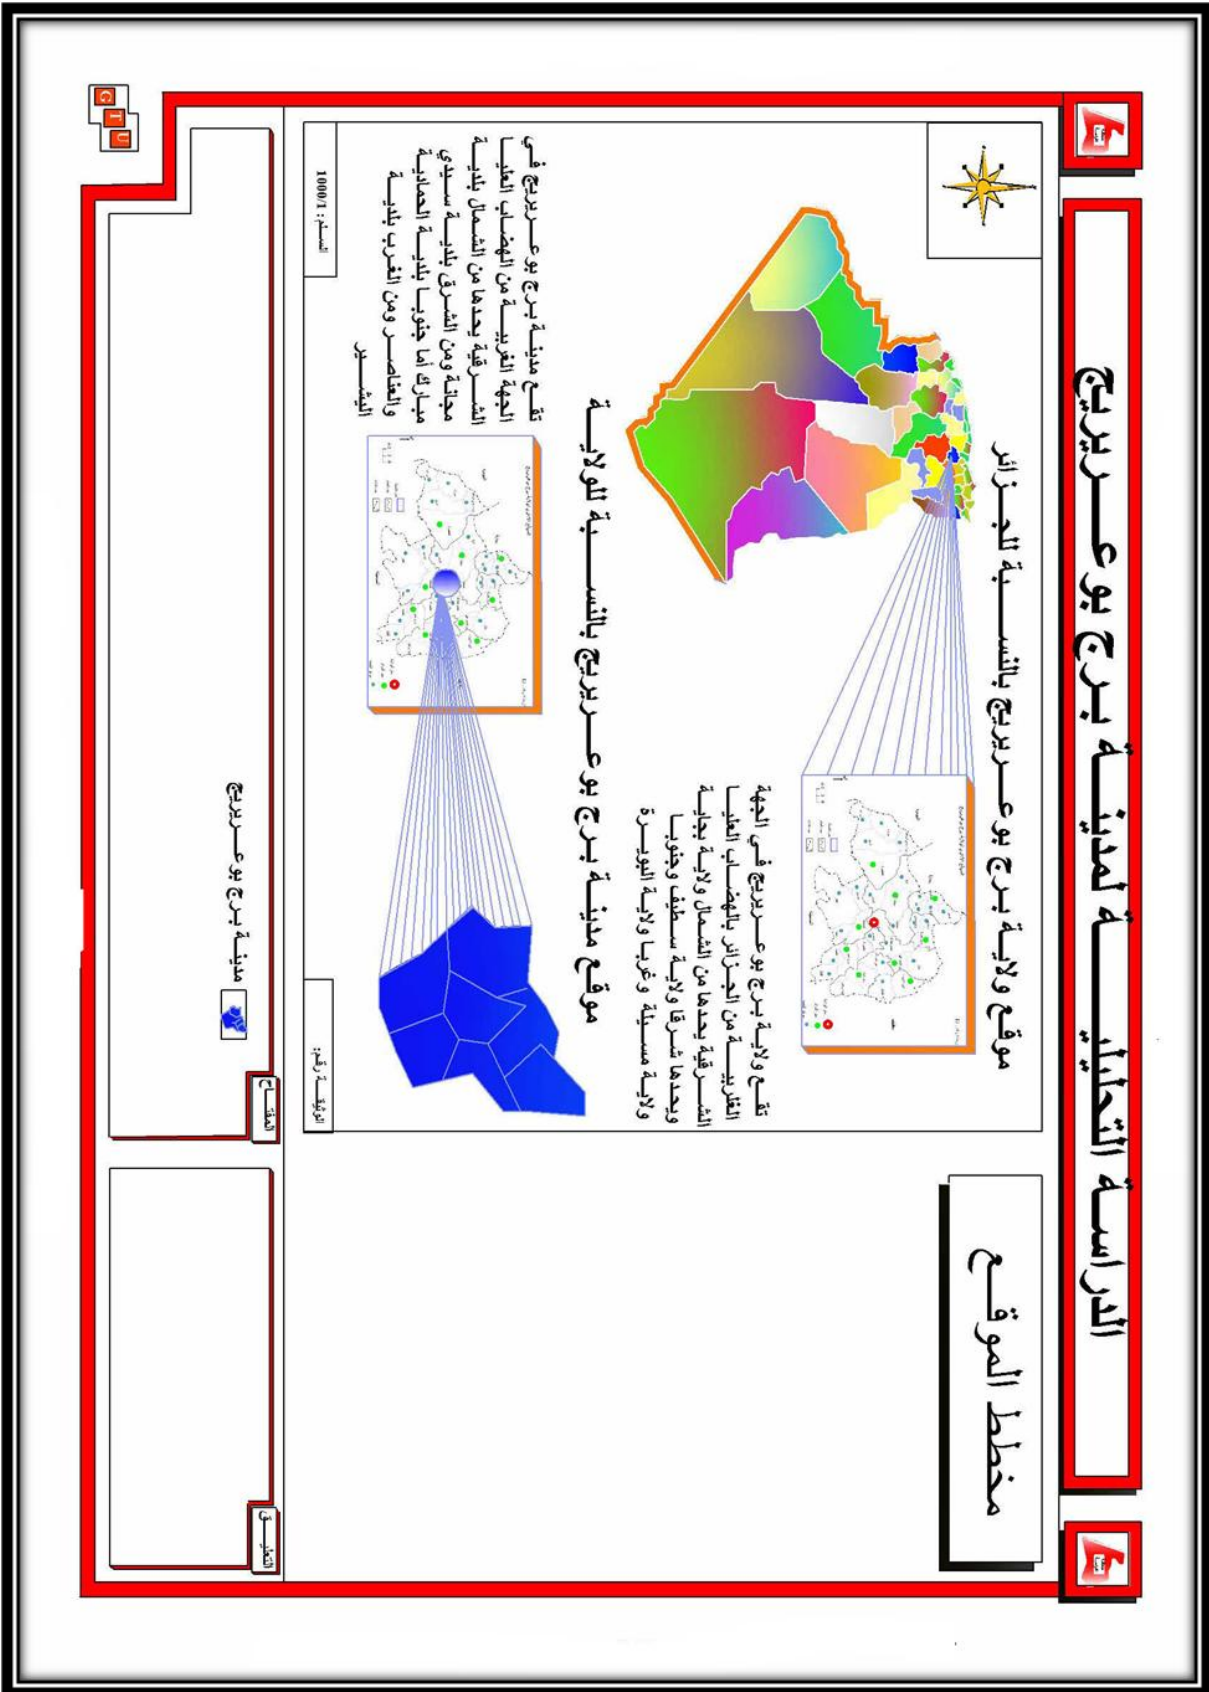 الدراسة التحليلية لمدينة برج بوعريريج
مخطط الموقع
موقع ولاية برج بوعريريج بالنسبة للجزائر
تقع ولاية برج بوعريريج في الجهة
الغلربية من الجزائر بالهضاب العليا
الشرقية يحدها من الشمال ولاية بجاية
ويحدها شرقا ولاية سطيف وجنوبا
ولاية مسيلة وغربا ولاية البويرة
موقع مدينة برج بوعريريج بالنسبة للولاية
تقع مدينة برج بوعريريج في
الجهة الغربية من الهضاب العليا
الشرقية يحدها من الشمال بلدية
مجانة ومن الشرق بلدية سيدي
مبارك أما جنوبا بلدية الحمادية
والعناصر ومن الغرب بلدية
اليشير
السلم: 1000/1
الوثيقة رقم:
المفتاح
مدينة برج بوعريريج
التعليق
G T U